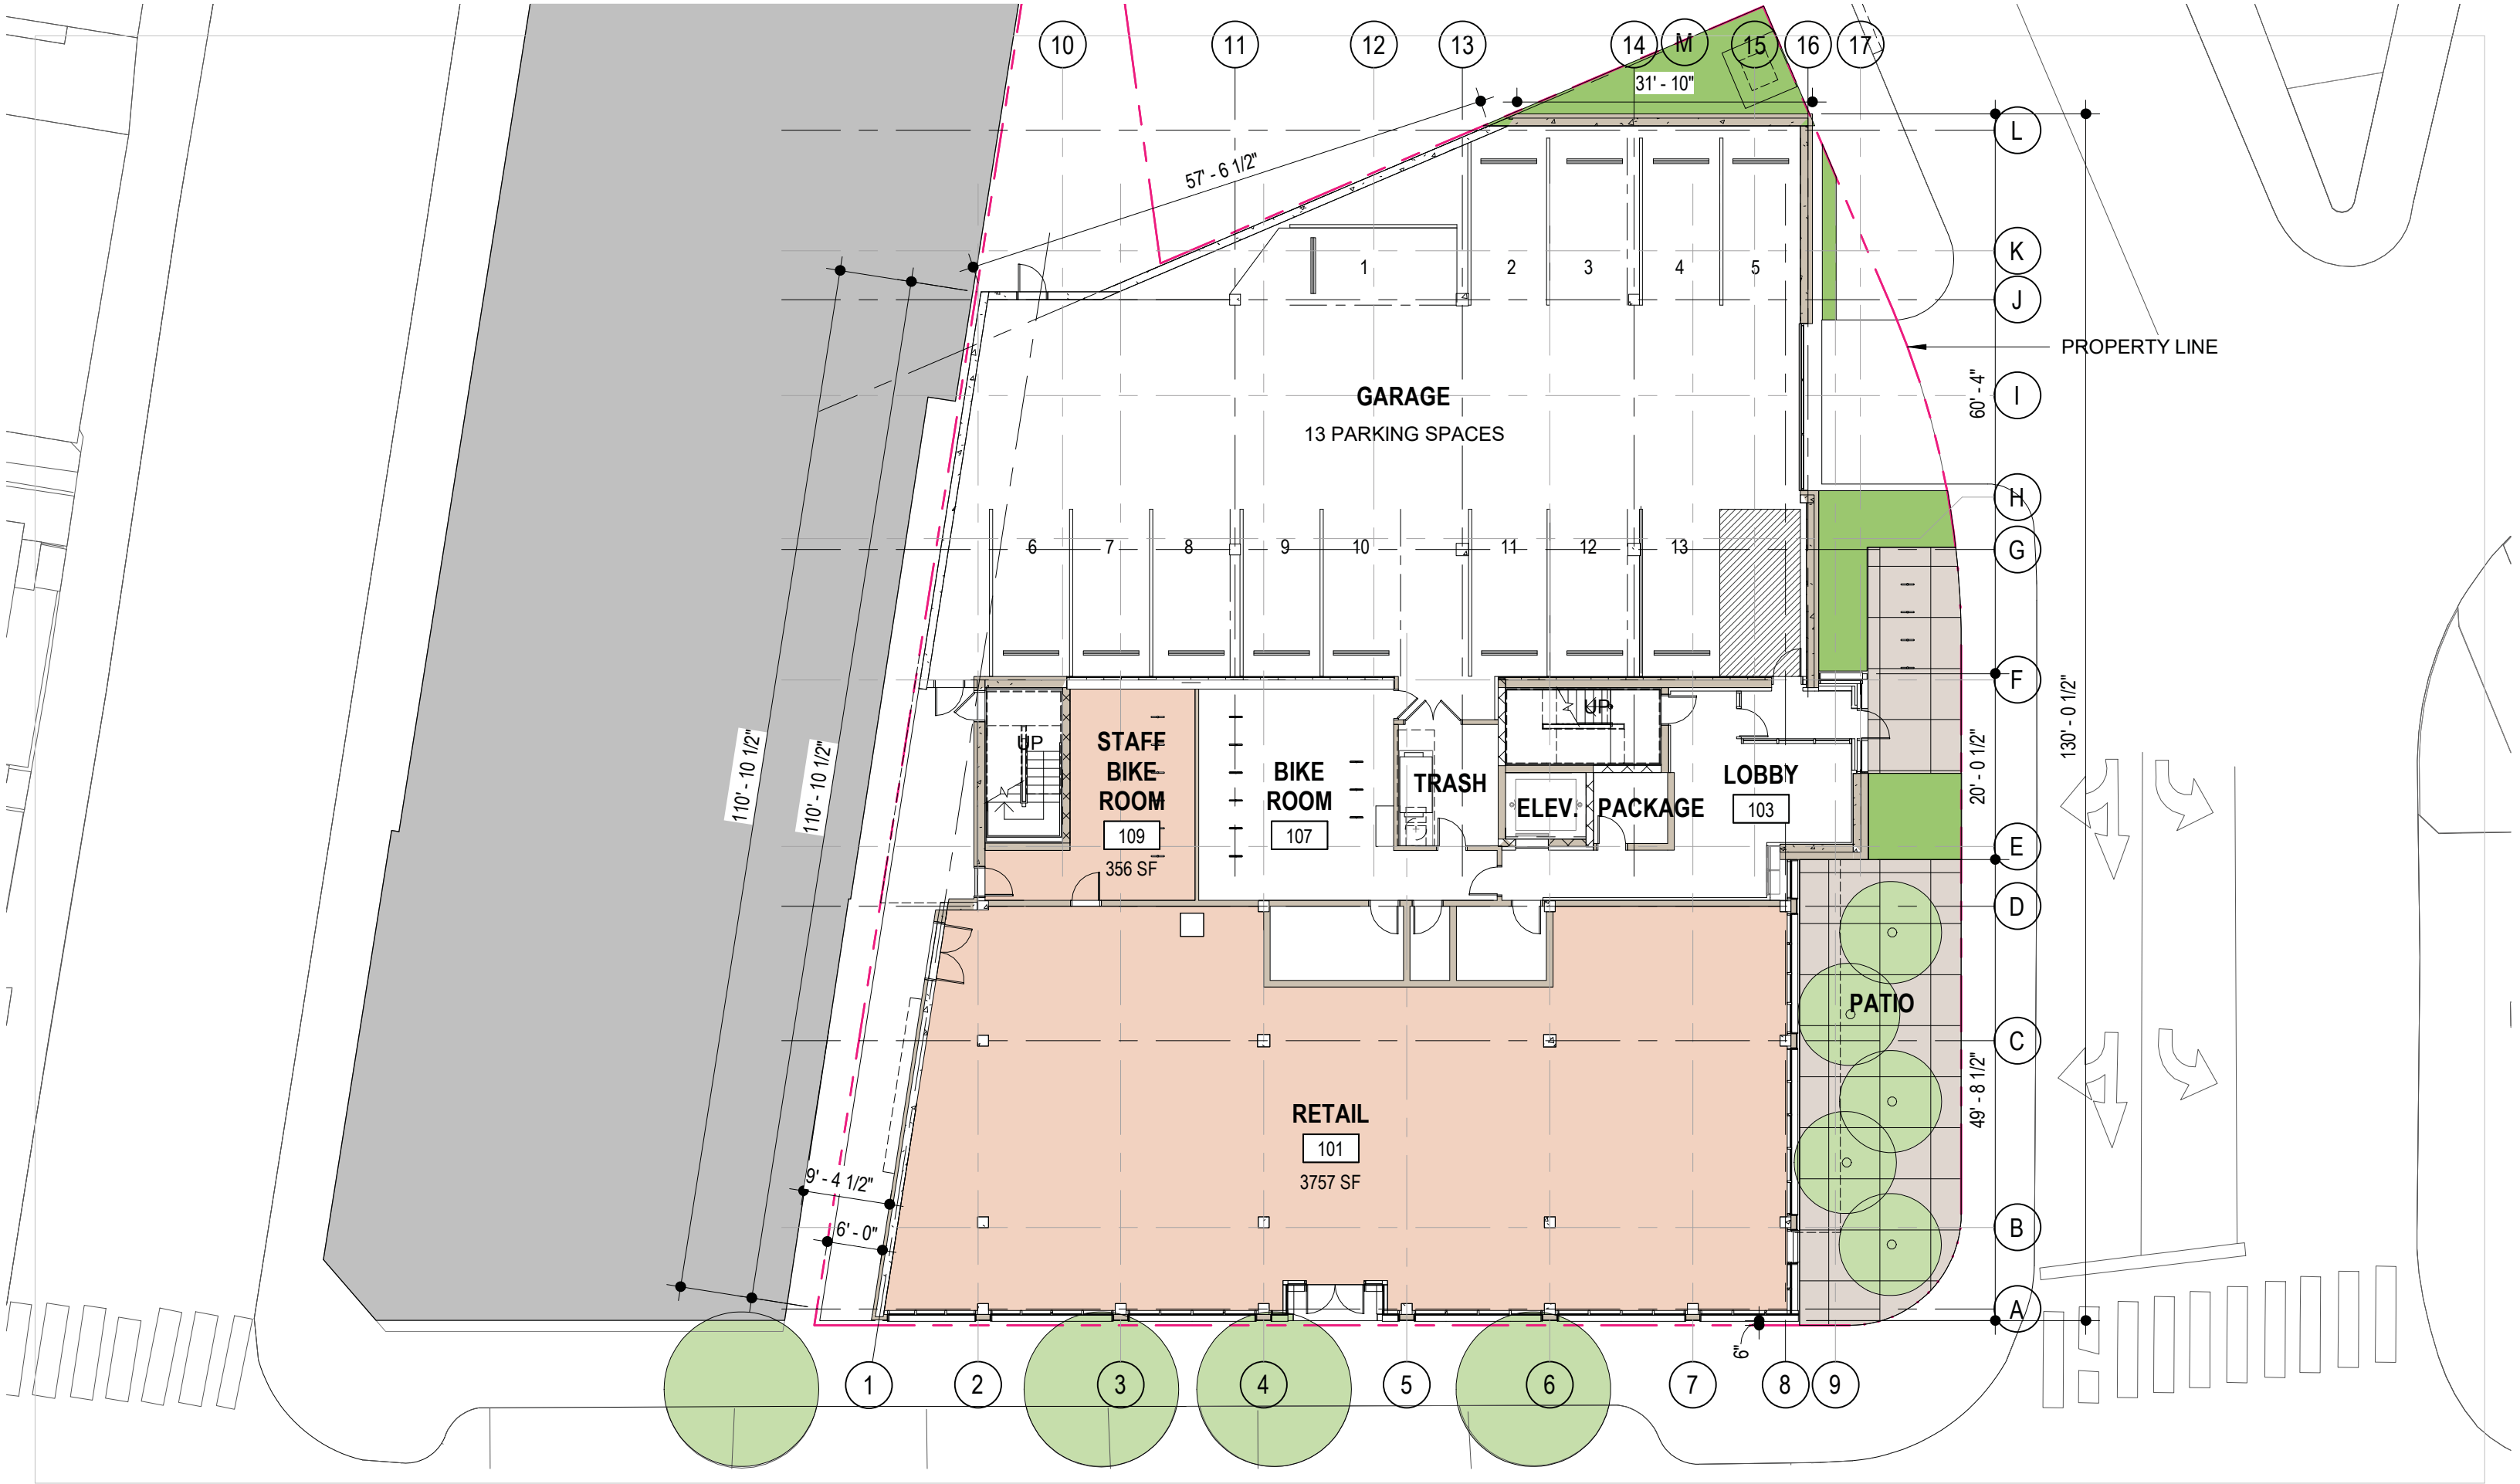 10
11
12
13
14
M
15
16
17
31' - 10"
L
57' - 6 1/2"
K
1
2
3
4
5
J
PROPERTY LINE
GARAGE
60' - 4"
I
13 PARKING SPACES
H
6
7
8
9
10
11
12
13
G
F
130' - 0 1/2"
UP
UP
STAFF
BIKE
ROOM
109
356 SF
BIKE
ROOM
107
TRASH
ELEV.
PACKAGE
LOBBY
103
20' - 0 1/2"
110' - 10 1/2"
110' - 10 1/2"
E
D
PATIO
C
RETAIL
101
3757 SF
49' - 8 1/2"
9' - 4 1/2"
6' - 0"
B
A
6"
1
2
3
4
5
6
7
8
9